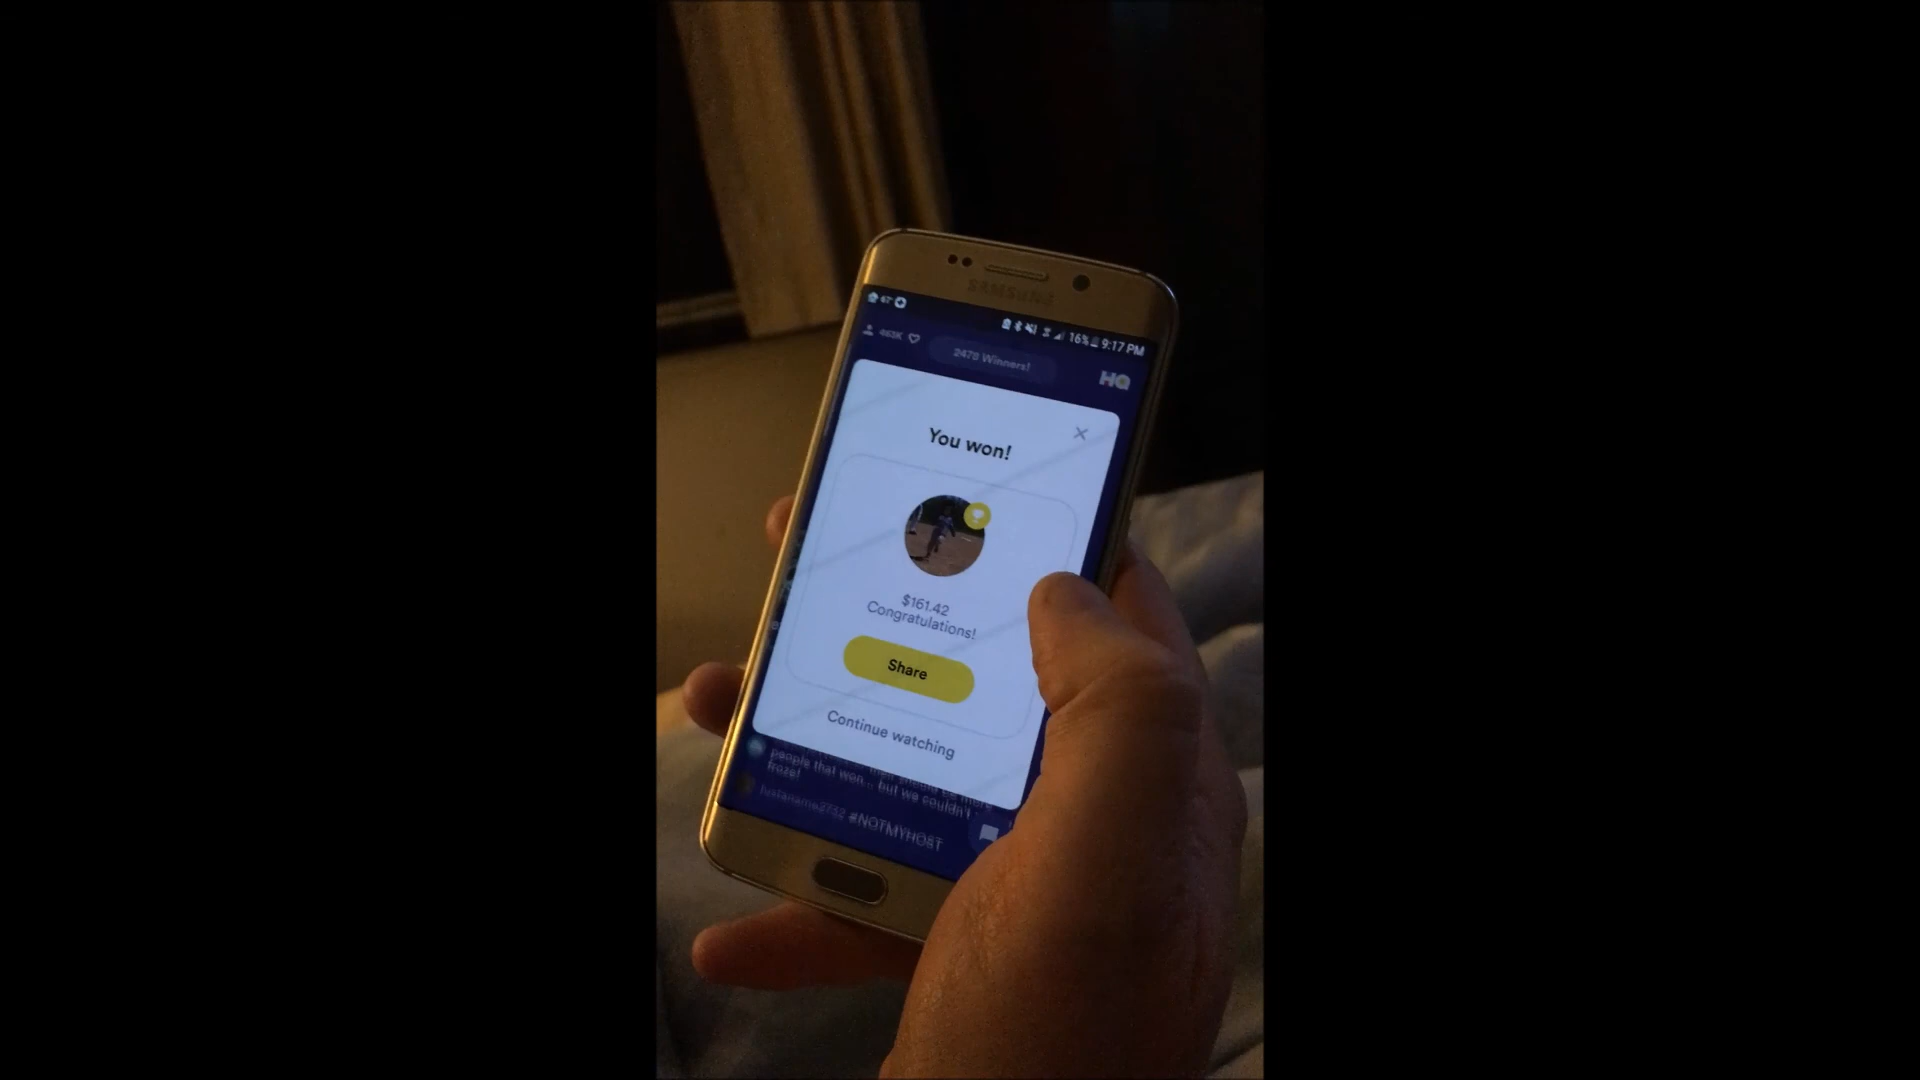 SAMSUNG
67°
16% 9:17 PM
2478 Winners!
HQ
You won!
$161.42
Congratulations!
Share
Continue watching
people that won... but we couldn't
froze!
#NOTMYHOST